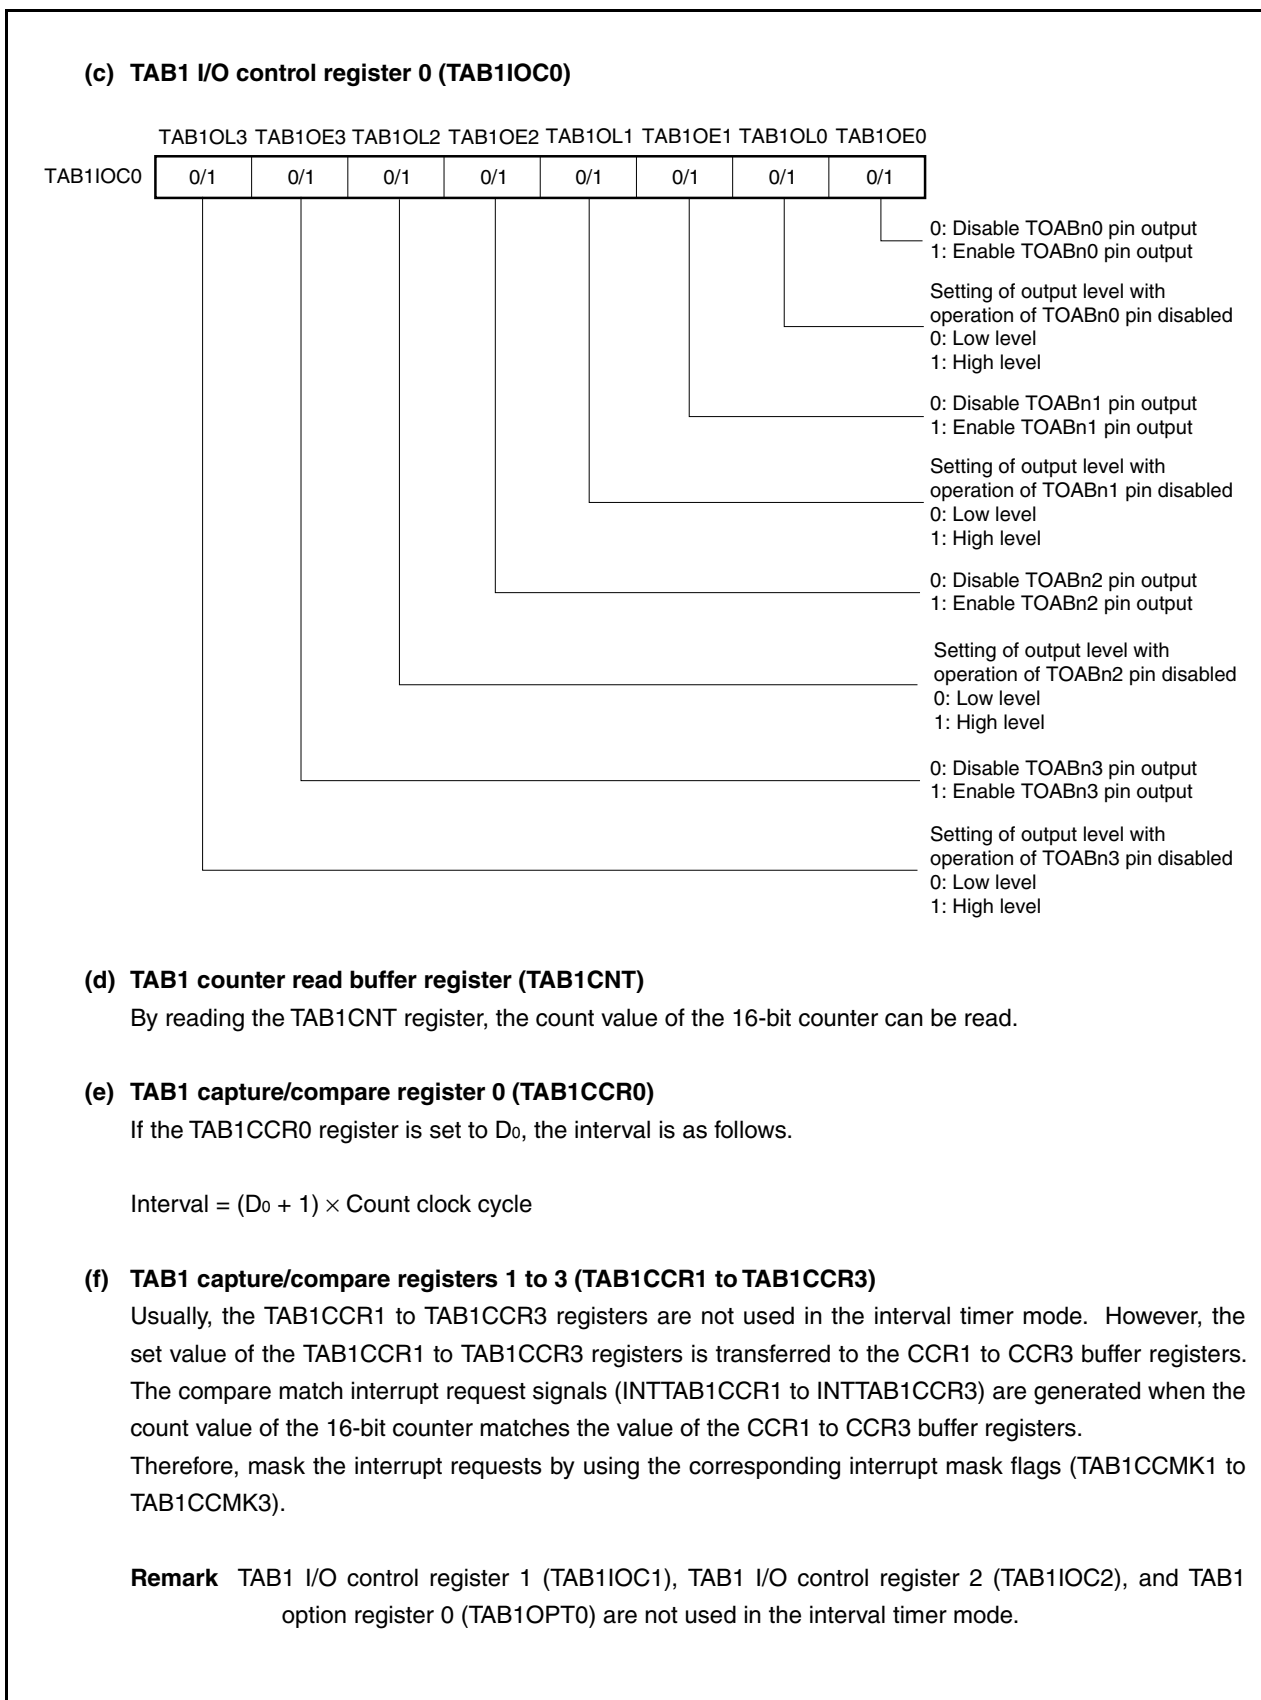 (c) TAB1 I/O control register 0 (TAB1IOC0)
TAB1OL3 TAB1OE3 TAB1OL2 TAB1OE2 TAB1OL1 TAB1OE1 TAB1OL0 TAB1OE0
TAB1IOC0 0/1 0/1 0/1 0/1 0/1 0/1 0/1 0/1
0: Disable TOABn0 pin output
1: Enable TOABn0 pin output
Setting of output level with
operation of TOABn0 pin disabled
0: Low level
1: High level
0: Disable TOABn1 pin output
1: Enable TOABn1 pin output
Setting of output level with
operation of TOABn1 pin disabled
0: Low level
1: High level
0: Disable TOABn2 pin output
1: Enable TOABn2 pin output
Setting of output level with
operation of TOABn2 pin disabled
0: Low level
1: High level
0: Disable TOABn3 pin output
1: Enable TOABn3 pin output
Setting of output level with
operation of TOABn3 pin disabled
0: Low level
1: High level
(d) TAB1 counter read buffer register (TAB1CNT)
By reading the TAB1CNT register, the count value of the 16-bit counter can be read.
(e) TAB1 capture/compare register 0 (TAB1CCR0)
If the TAB1CCR0 register is set to D0, the interval is as follows.
Interval = (D0 + 1) × Count clock cycle
(f) TAB1 capture/compare registers 1 to 3 (TAB1CCR1 to TAB1CCR3)
Usually, the TAB1CCR1 to TAB1CCR3 registers are not used in the interval timer mode. However, the
set value of the TAB1CCR1 to TAB1CCR3 registers is transferred to the CCR1 to CCR3 buffer registers.
The compare match interrupt request signals (INTTAB1CCR1 to INTTAB1CCR3) are generated when the
count value of the 16-bit counter matches the value of the CCR1 to CCR3 buffer registers.
Therefore, mask the interrupt requests by using the corresponding interrupt mask flags (TAB1CCMK1 to
TAB1CCMK3).
Remark TAB1 I/O control register 1 (TAB1IOC1), TAB1 I/O control register 2 (TAB1IOC2), and TAB1
option register 0 (TAB1OPT0) are not used in the interval timer mode.